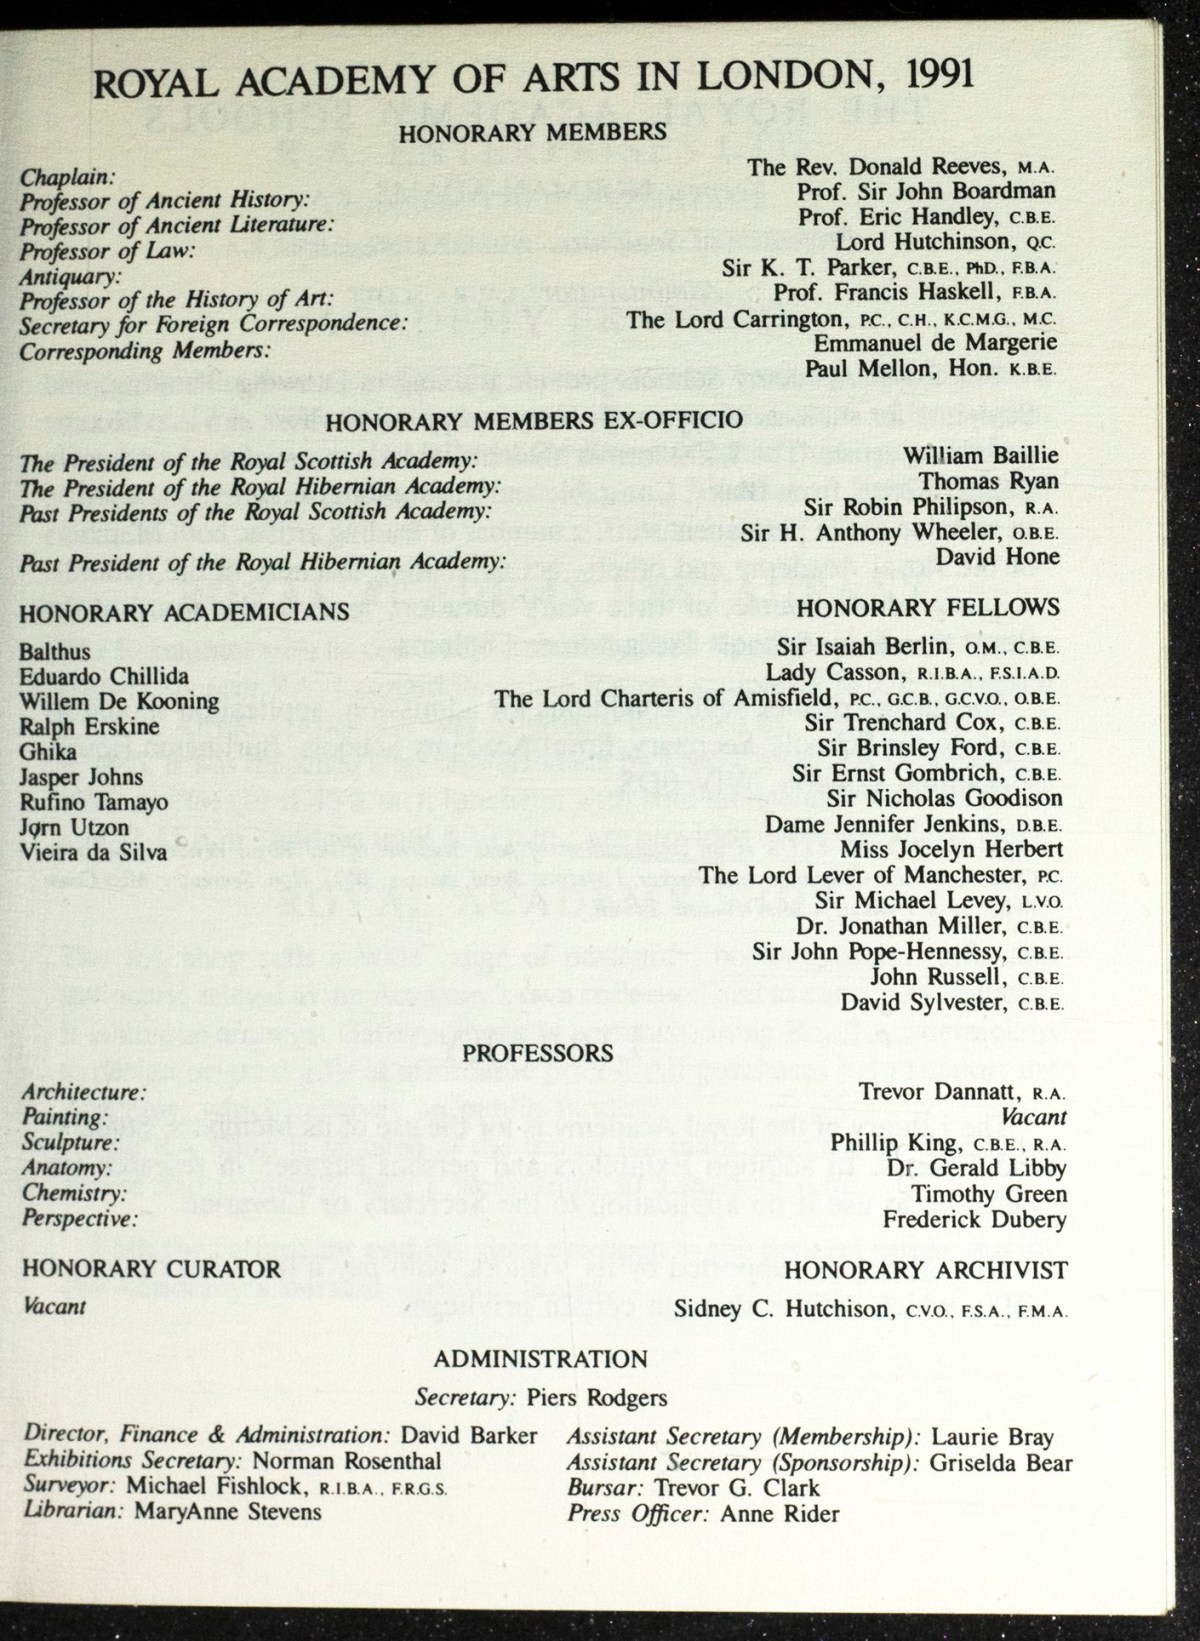 ROYAL ACADEMY OF ARTS IN LONDON, 1991
HONORARY MEMBERS
Chaplain: The Rev. Donald Reeves, M.A.
Professor of Ancient History: Prof. Sir John Boardman
Professor of Ancient Literature: Prof. Eric Handley, C.B.E.
Professor of Law: Lord Hutchinson, Q.C.
Antiquary: Sir K. T. Parker, C.B.E., PhD., F.B.A.
Professor of the History of Art: Prof. Francis Haskell, F.B.A.
Secretary for Foreign Correspondence: The Lord Carrington, P.C., C.H., K.C.M.G., M.C.
Corresponding Members: Emmanuel de Margerie
Paul Mellon, Hon. K.B.E.
HONORARY MEMBERS EX-OFFICIO
The President of the Royal Scottish Academy: William Baillie
The President of the Royal Hibernian Academy: Thomas Ryan
Past Presidents of the Royal Scottish Academy: Sir Robin Philipson, R.A.
Sir H. Anthony Wheeler, O.B.E.
Past President of the Royal Hibernian Academy: David Hone
HONORARY ACADEMICIANS
Balthus
Eduardo Chillida
Willem De Kooning
Ralph Erskine
Ghika
Jasper Johns
Rufino Tamayo
Jørn Utzon
Vieira da Silva
HONORARY FELLOWS
Sir Isaiah Berlin, O.M., C.B.E.
Lady Casson, R.I.B.A., F.S.I.A.D.
The Lord Charteris of Amisfield, P.C., G.C.B., G.C.V.O., O.B.E.
Sir Trenchard Cox, C.B.E.
Sir Brinsley Ford, C.B.E.
Sir Ernst Gombrich, C.B.E.
Sir Nicholas Goodison
Dame Jennifer Jenkins, D.B.E.
Miss Jocelyn Herbert
The Lord Lever of Manchester, P.C.
Sir Michael Levey, L.V.O.
Dr. Jonathan Miller, C.B.E.
Sir John Pope-Hennessy, C.B.E.
John Russell, C.B.E.
David Sylvester, C.B.E.
PROFESSORS
Architecture: Trevor Dannatt, R.A.
Painting: Vacant
Sculpture: Phillip King, C.B.E., R.A.
Anatomy: Dr. Gerald Libby
Chemistry: Timothy Green
Perspective: Frederick Dubery
HONORARY CURATOR
Vacant
HONORARY ARCHIVIST
Sidney C. Hutchison, C.V.O., F.S.A., F.M.A.
ADMINISTRATION
Secretary: Piers Rodgers
Director, Finance & Administration: David Barker
Exhibitions Secretary: Norman Rosenthal
Surveyor: Michael Fishlock, R.I.B.A., F.R.G.S.
Librarian: MaryAnne Stevens
Assistant Secretary (Membership): Laurie Bray
Assistant Secretary (Sponsorship): Griselda Bear
Bursar: Trevor G. Clark
Press Officer: Anne Rider